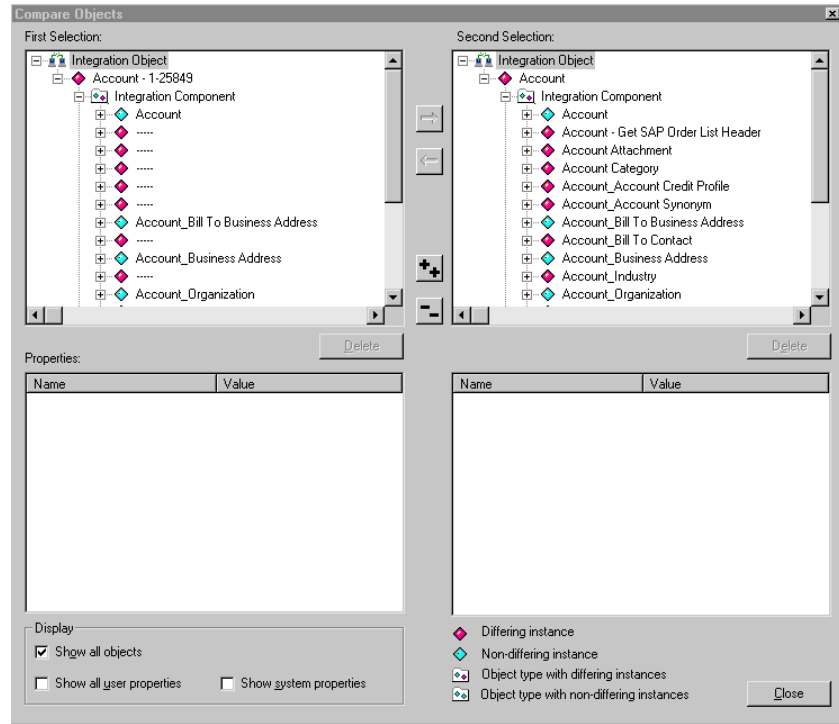 Compare Objects
First Selection:
Integration Object
Account - 1-25849
Integration Component
Account
-----
-----
-----
-----
Account_Bill To Business Address
-----
Account_Business Address
-----
Account_Organization
Delete
Second Selection:
Integration Object
Account
Integration Component
Account
Account - Get SAP Order List Header
Account Attachment
Account Category
Account_Account Credit Profile
Account_Account Synonym
Account_Bill To Business Address
Account_Bill To Contact
Account_Business Address
Account_Industry
Account_Organization
Delete
Properties:
Name Value
Name Value
Display
Show all objects
Show all user properties Show system properties
Differing instance
Non-differing instance
Object type with differing instances
Object type with non-differing instances
Close